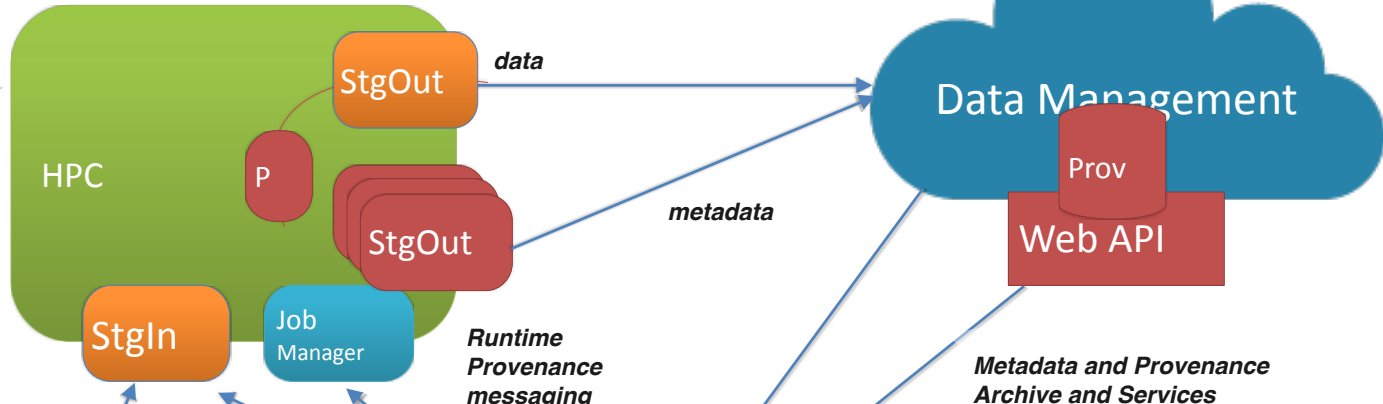 StgOut
data
Data Management
HPC
P
Prov
metadata
StgOut
Web API
StgIn
Job
Manager
Runtime
Provenance
messaging
Metadata and Provenance
Archive and Services